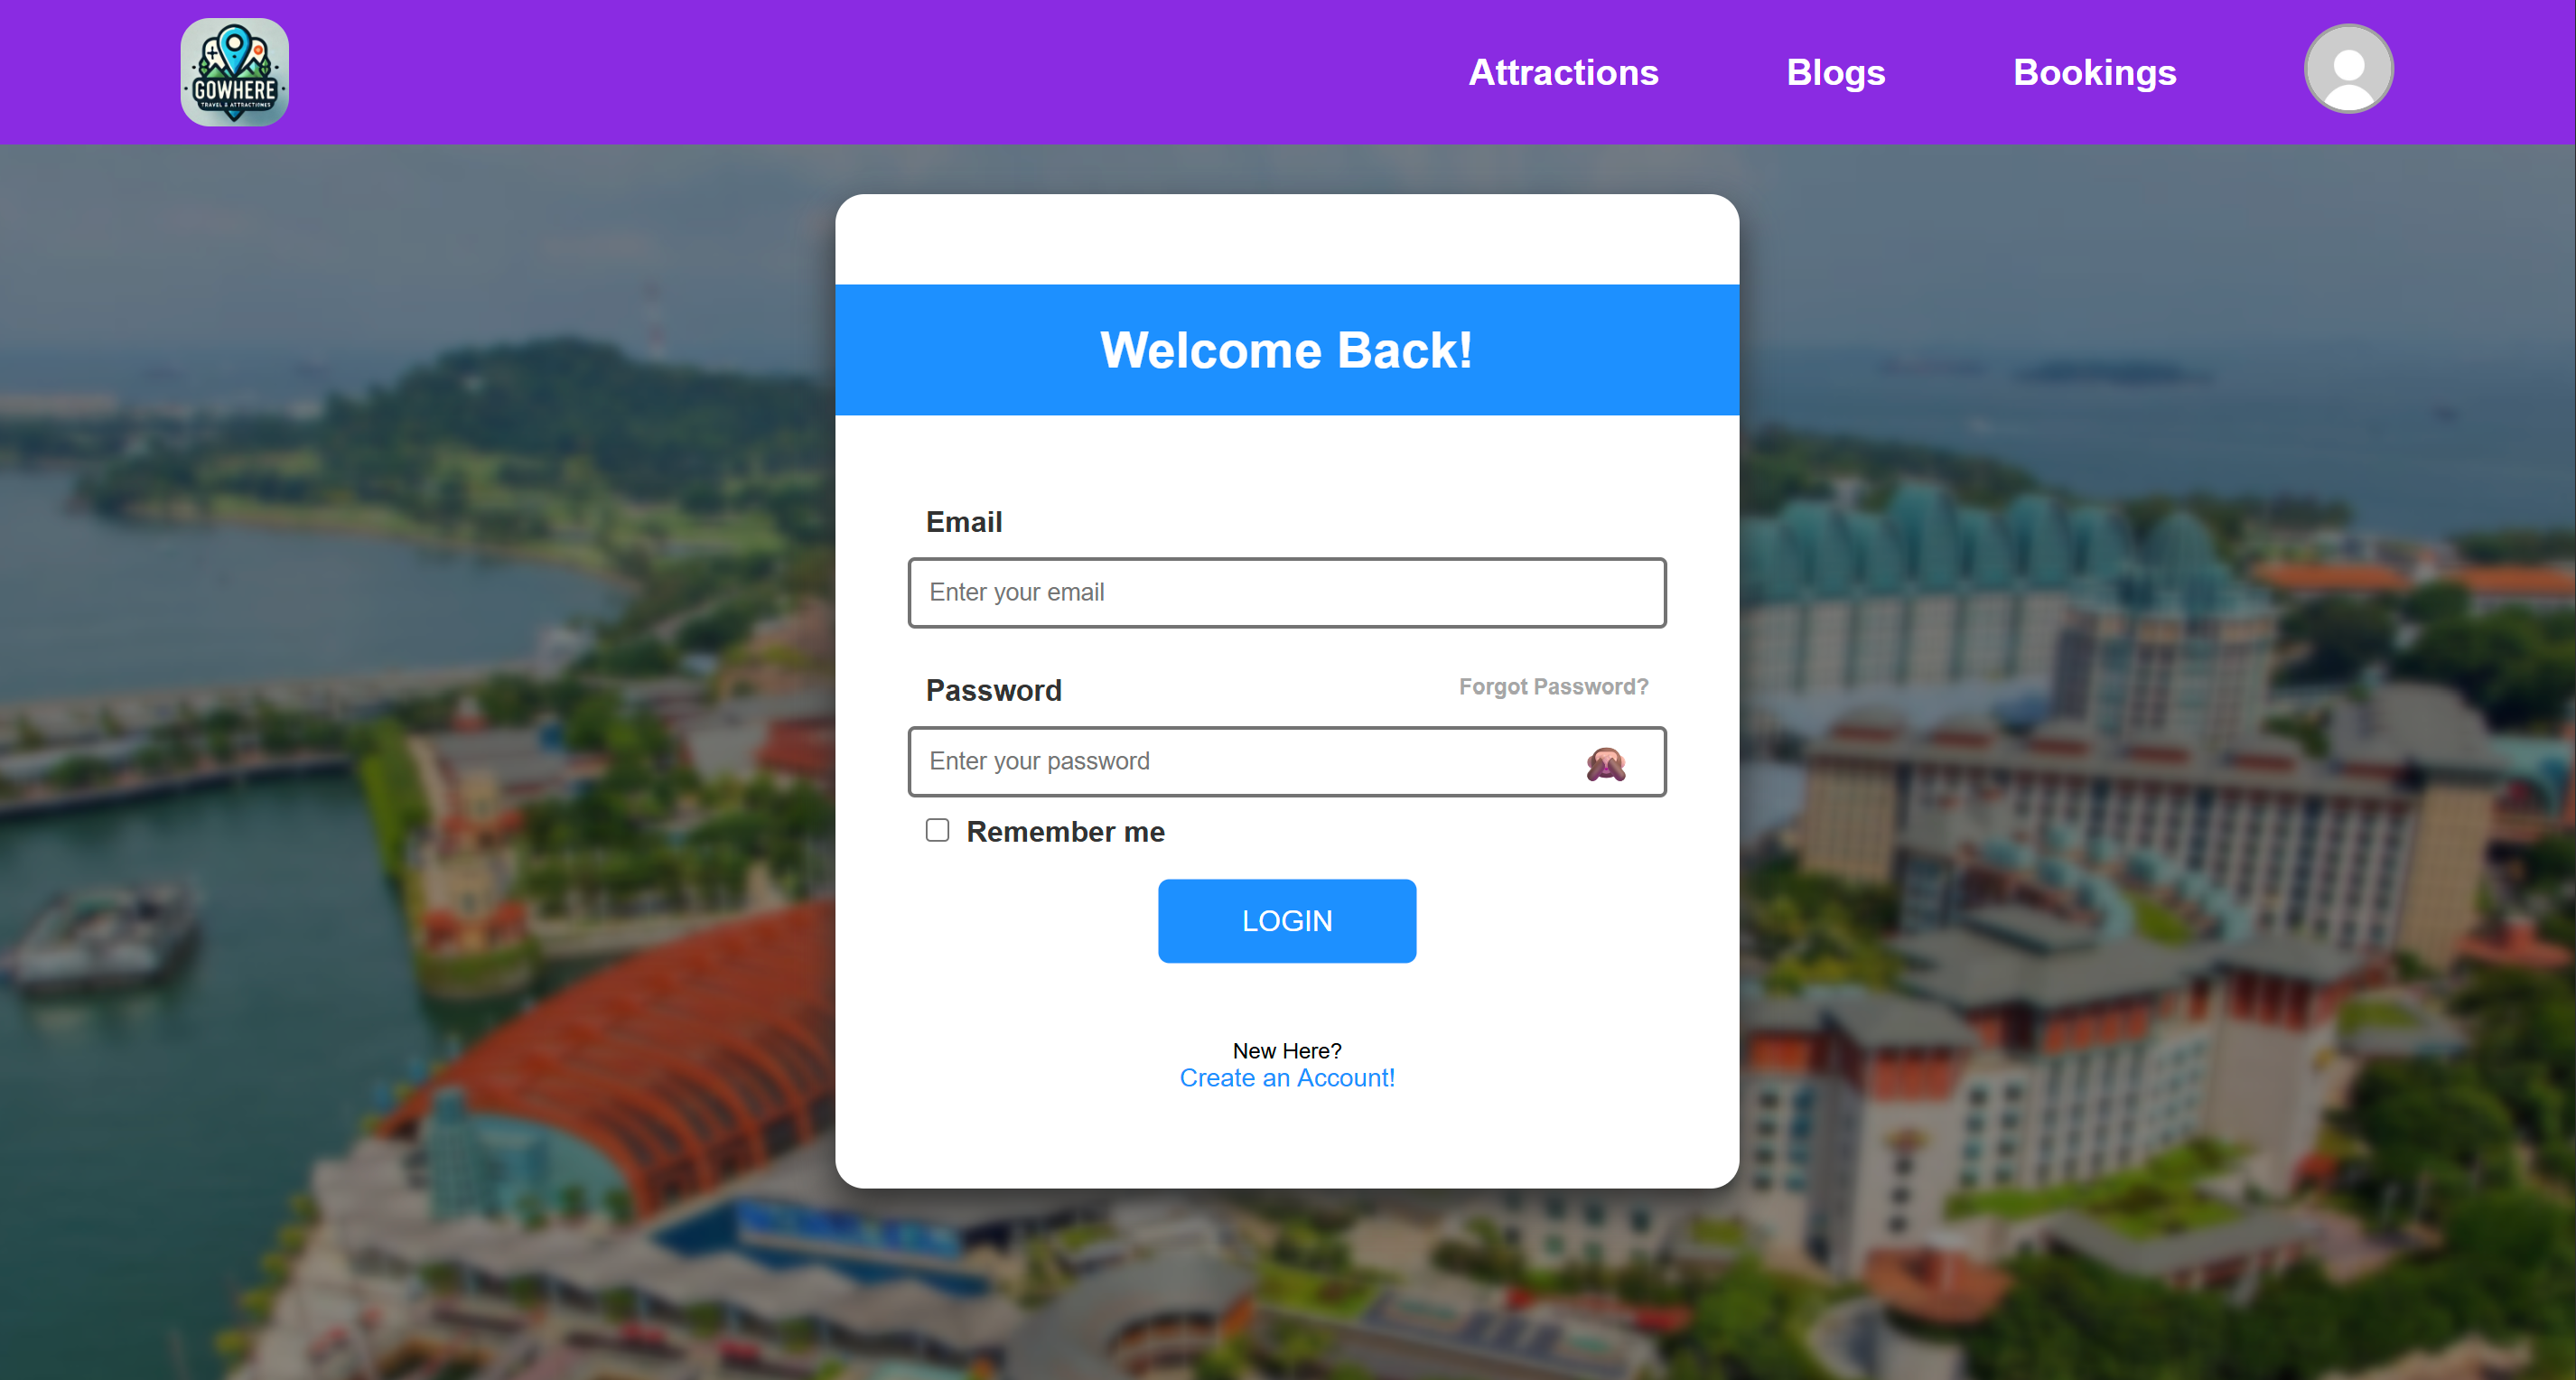 GOWHERE
TRAVEL & ATTRACTIONES
Attractions
Blogs
Bookings
Welcome Back!
Email
Enter your email
Password
Forgot Password?
Enter your password
Remember me
LOGIN
New Here?
Create an Account!